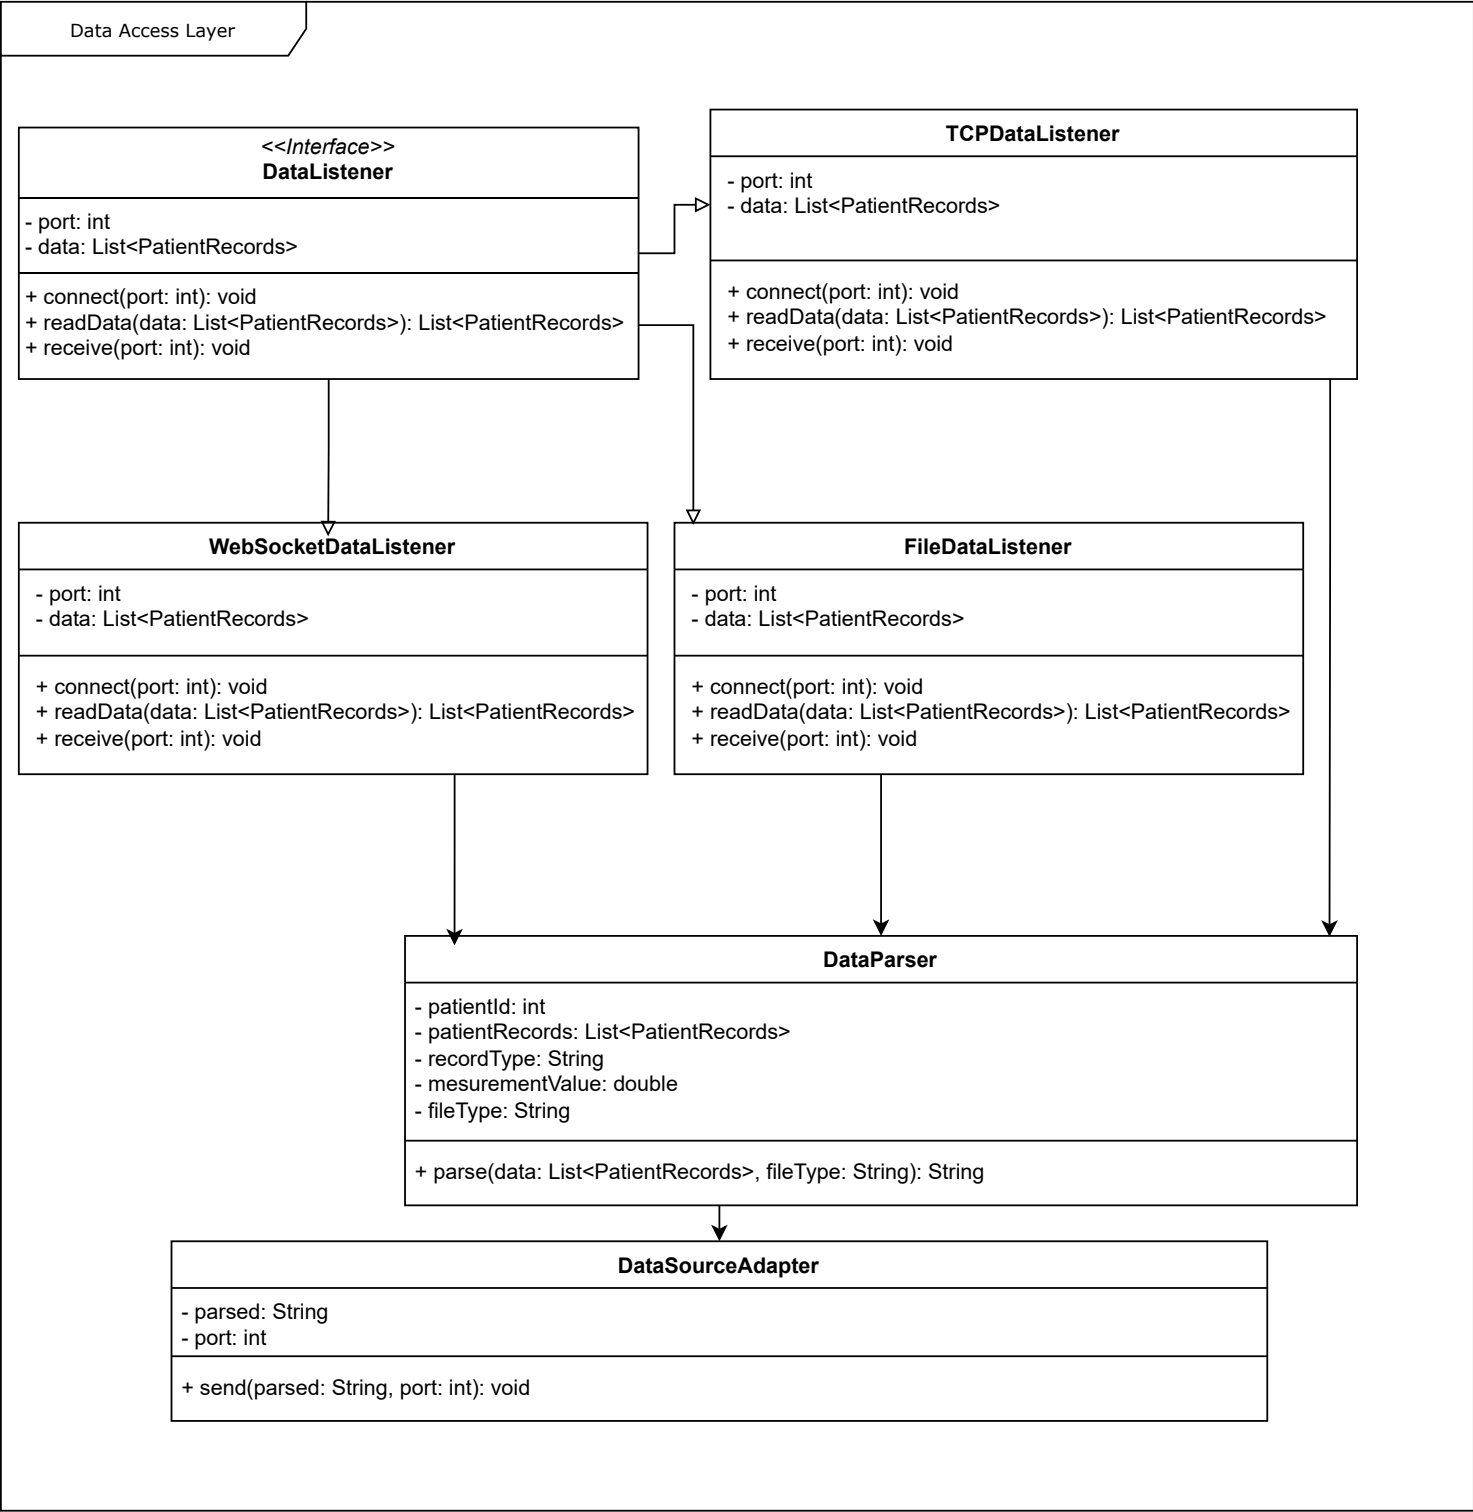 Data Access Layer
<<Interface>>
DataListener
- port: int
- data: List<PatientRecords>
+ connect(port: int): void
+ readData(data: List<PatientRecords>): List<PatientRecords>
+ receive(port: int): void
TCPDataListener
- port: int
- data: List<PatientRecords>
+ connect(port: int): void
+ readData(data: List<PatientRecords>): List<PatientRecords>
+ receive(port: int): void
WebSocketDataListener
- port: int
- data: List<PatientRecords>
+ connect(port: int): void
+ readData(data: List<PatientRecords>): List<PatientRecords>
+ receive(port: int): void
FileDataListener
- port: int
- data: List<PatientRecords>
+ connect(port: int): void
+ readData(data: List<PatientRecords>): List<PatientRecords>
+ receive(port: int): void
DataParser
- patientId: int
- patientRecords: List<PatientRecords>
- recordType: String
- mesurementValue: double
- fileType: String
+ parse(data: List<PatientRecords>, fileType: String): String
DataSourceAdapter
- parsed: String
- port: int
+ send(parsed: String, port: int): void